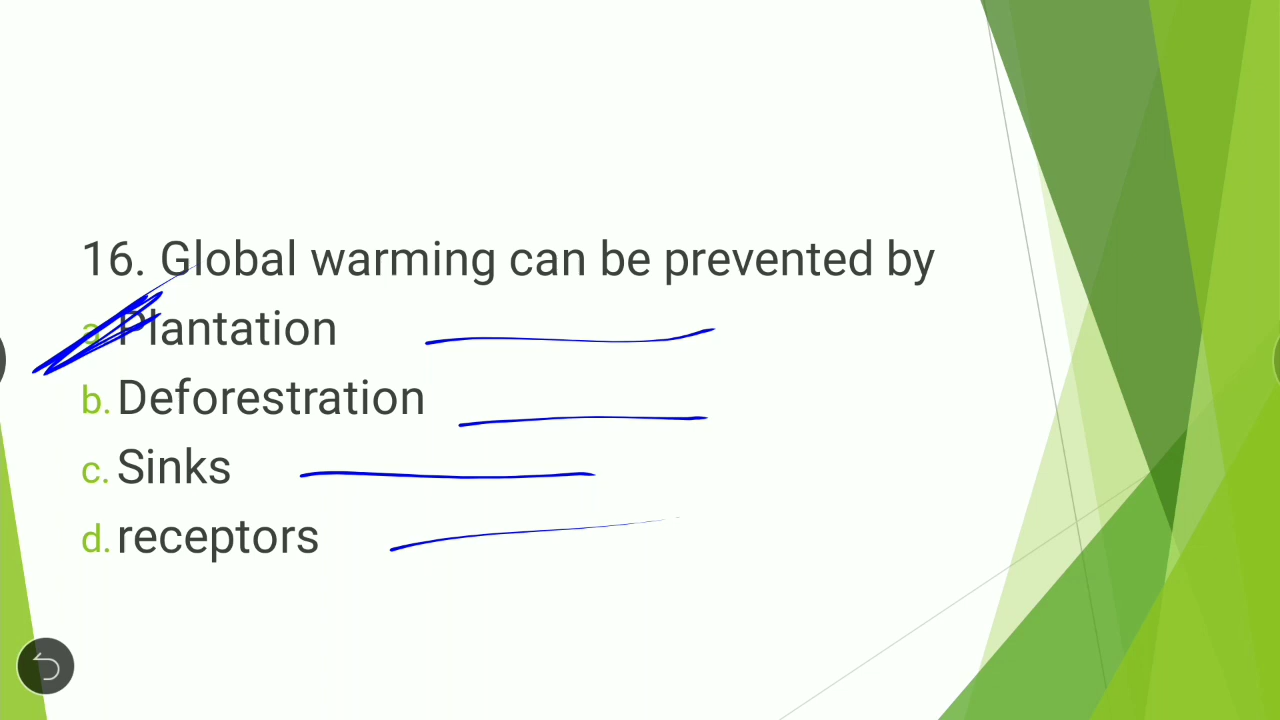 16. Global warming can be prevented by
a. Plantation
b. Deforestration
c. Sinks
d. receptors